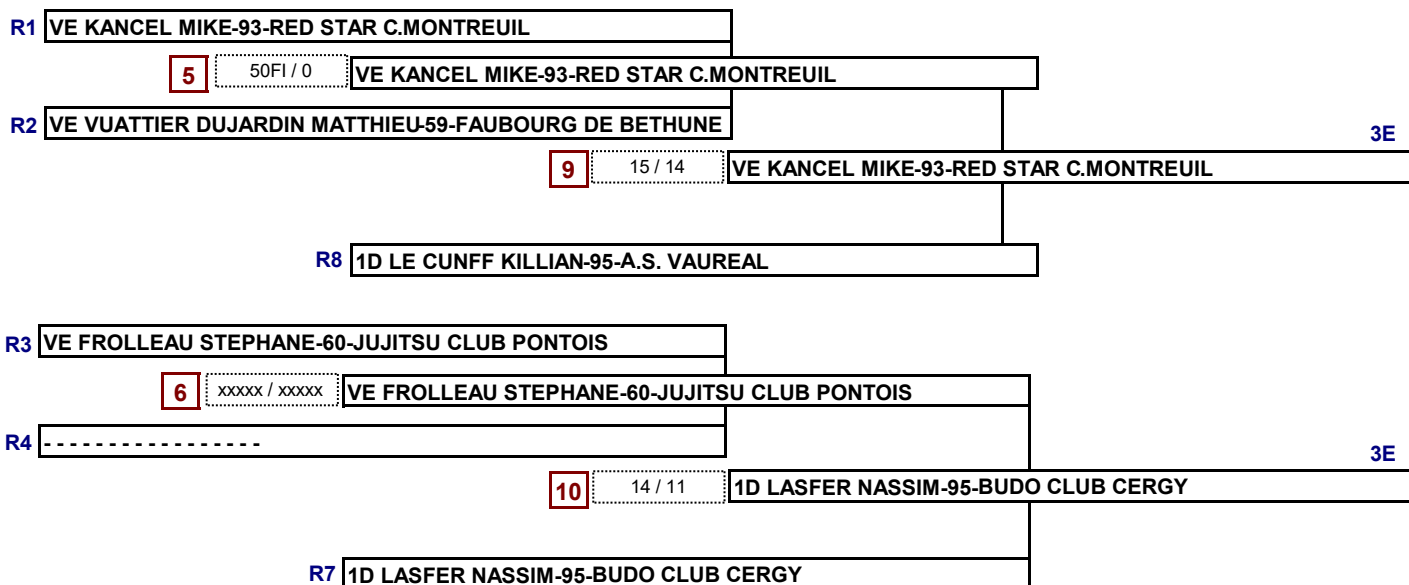 R1 VE KANCEL MIKE-93-RED STAR C.MONTREUIL
5 50FI / 0 VE KANCEL MIKE-93-RED STAR C.MONTREUIL
R2 VE VUATTIER DUJARDIN MATTHIEU-59-FAUBOURG DE BETHUNE
3E
9 15 / 14 VE KANCEL MIKE-93-RED STAR C.MONTREUIL
R8 1D LE CUNFF KILLIAN-95-A.S. VAUREAL
R3 VE FROLLEAU STEPHANE-60-JUJITSU CLUB PONTOIS
6 xxxxx / xxxxx VE FROLLEAU STEPHANE-60-JUJITSU CLUB PONTOIS
R4 - - - - - - - - - - - - - - - - -
3E
10 14 / 11 1D LASFER NASSIM-95-BUDO CLUB CERGY
R7 1D LASFER NASSIM-95-BUDO CLUB CERGY